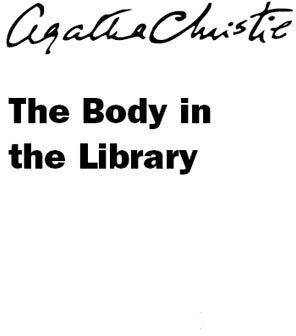 Agatha Christie
The Body in
the Library